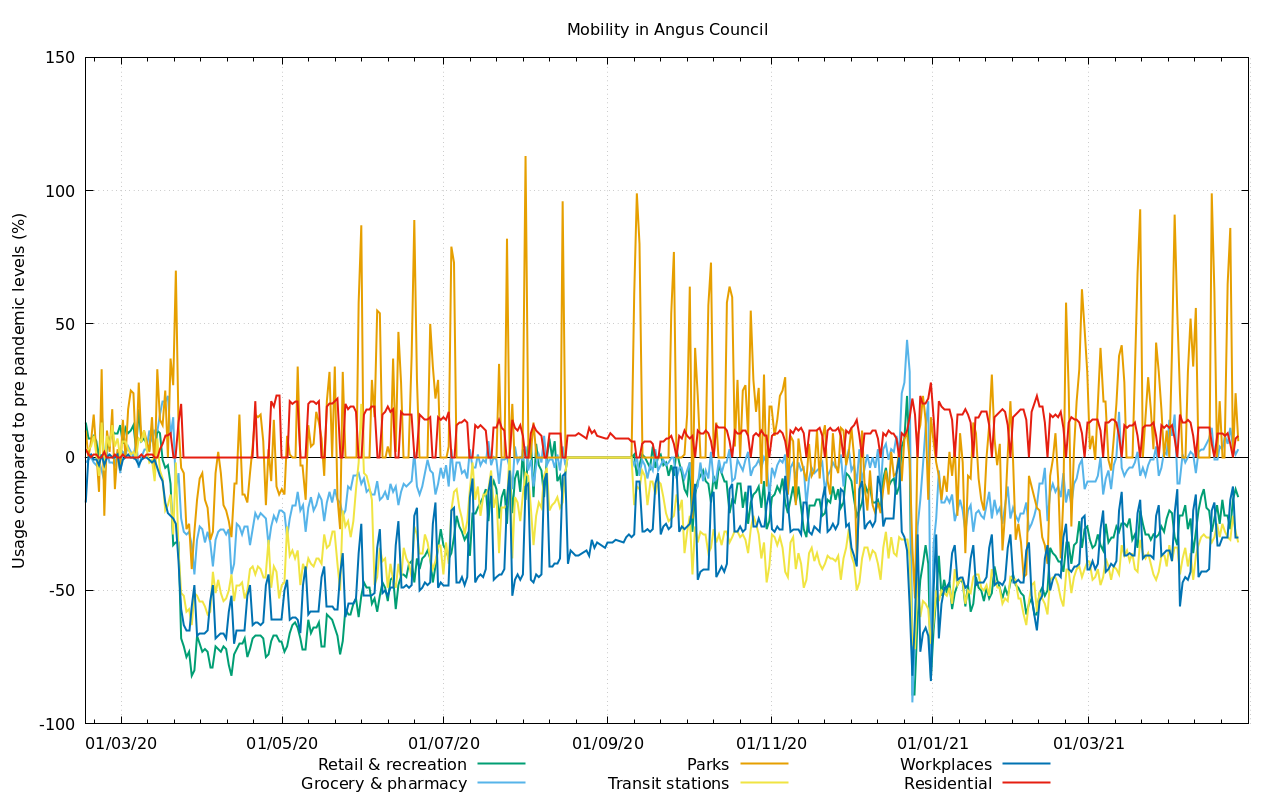 Mobility in Angus Council
Usage compared to pre pandemic levels (%)
150
100
50
0
-50
-100
01/03/20 01/05/20 01/07/20 01/09/20 01/11/20 01/01/21 01/03/21
Retail & recreation Parks Workplaces
Grocery & pharmacy Transit stations Residential